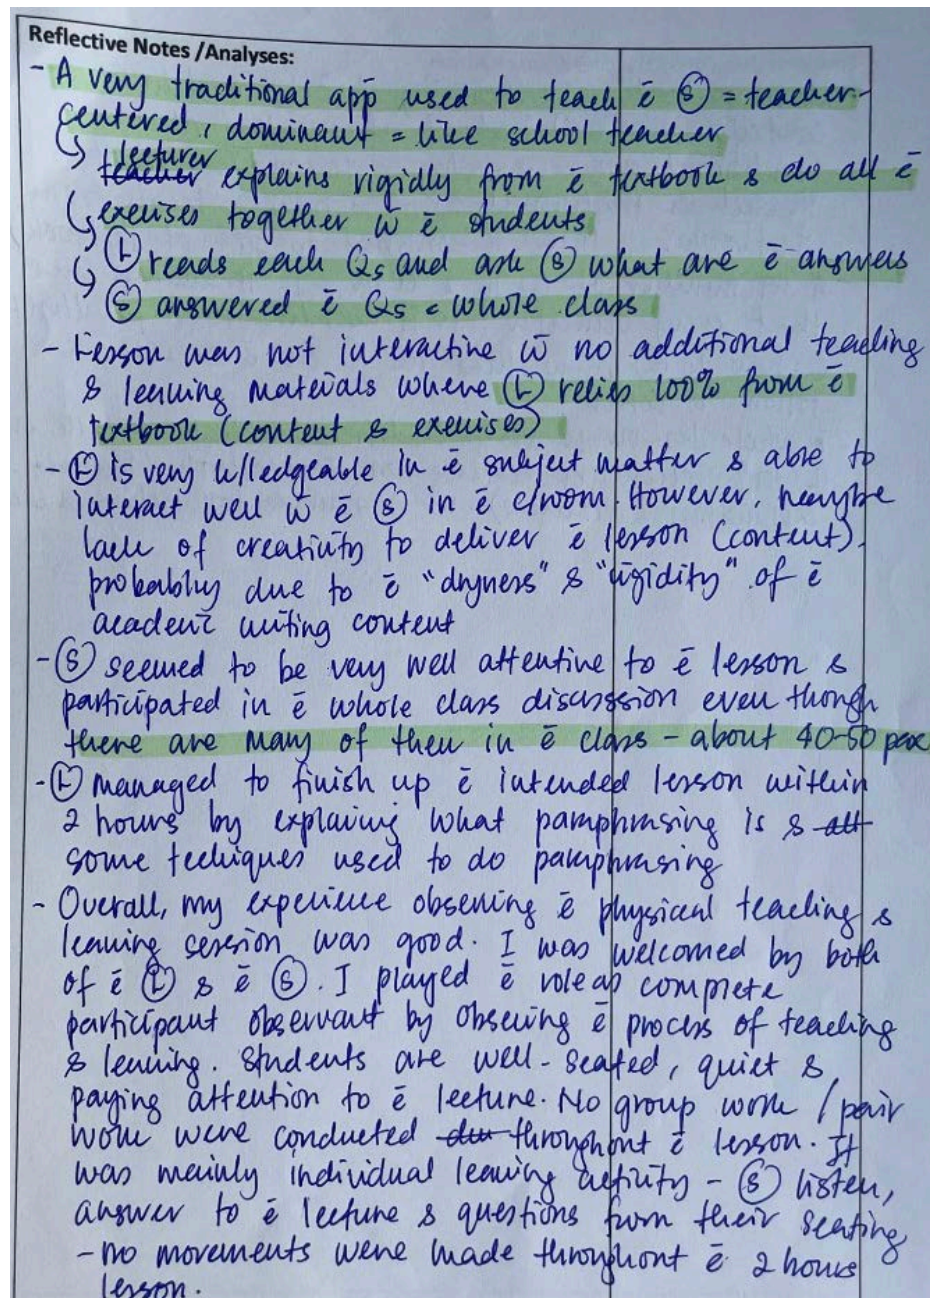 Reflective Notes /Analyses:
- A very traditional app used to teach ē Ⓢ = teacher-
centered, dominant = like school teacher
↳ lecturer
teacher explains rigidly from ē textbook & do all ē
exercises together w̄ ē students
↳ Ⓛ reads each Qs and ask Ⓢ what are ē answers
↳ Ⓢ answered ē Qs = whole class
- Lesson was not interactive w̄ no additional teaching
& learning materials where Ⓛ relies 100% from ē
textbook (content & exercises)
- Ⓛ is very k/ledgeable in ē subject matter & able to
interact well w̄ ē Ⓢ in ē c/room. However, maybe
lack of creativity to deliver ē lesson (content)
probably due to ē "dryness" & "rigidity" of ē
academic writing content
- Ⓢ seemed to be very well attentive to ē lesson &
participated in ē whole class discussion even though
there are many of them in ē class - about 40-50 pax
- Ⓛ managed to finish up ē intended lesson within
2 hours by explaining what paraphrasing is & all
some techniques used to do paraphrasing
- Overall, my experience observing ē physical teaching &
learning session was good. I was welcomed by both
of ē Ⓛ & ē Ⓢ. I played ē role as complete
participant observant by observing ē process of teaching
& learning. Students are well-seated, quiet &
paying attention to ē lecture. No group work / pair
work were conducted throughout ē lesson. It
was mainly individual learning activity - Ⓢ listen,
answer to ē lecture & questions from their seating
- no movements were made throughout ē 2 hours
lesson.